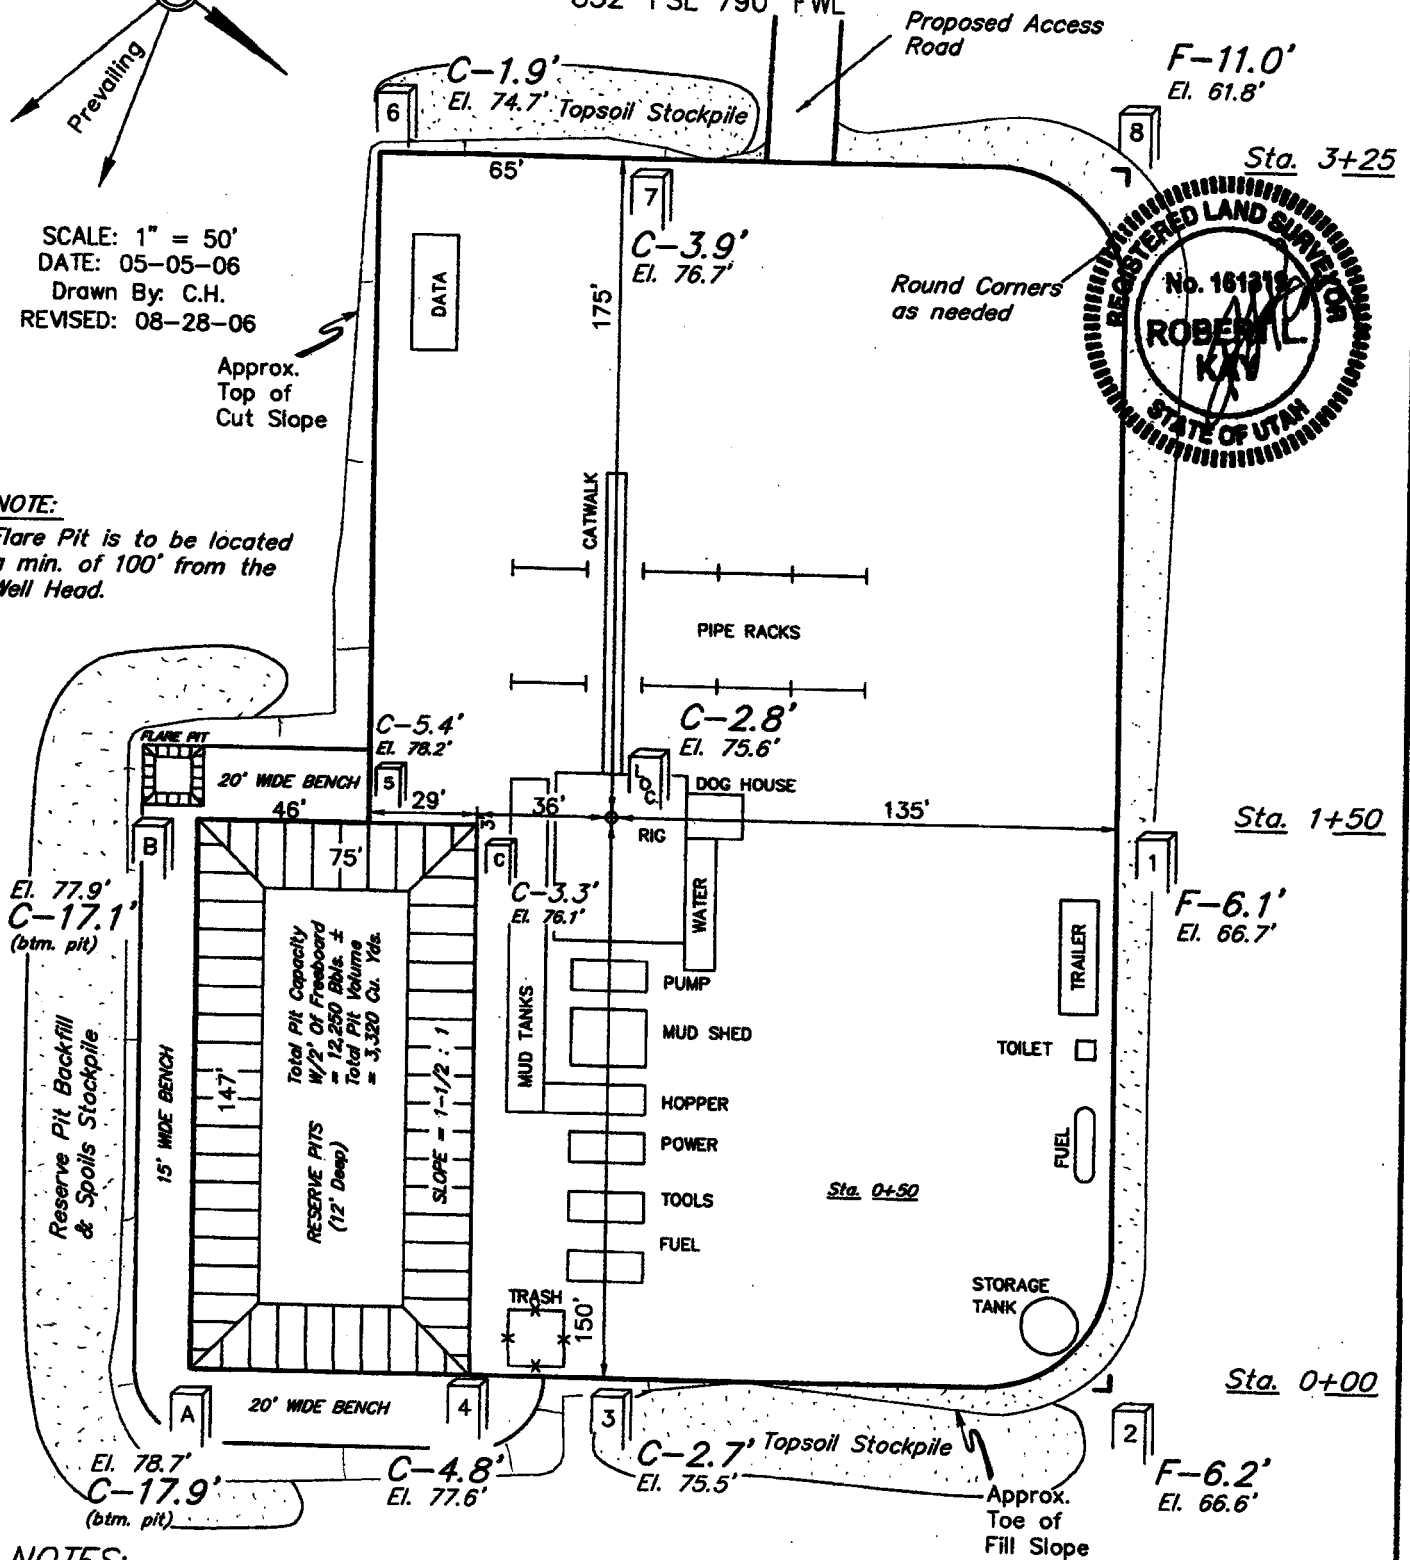 832' FSL 790' FWL
Proposed Access
Road
F-11.0'
El. 61.8'
C-1.9'
El. 74.7'
Topsoil Stockpile
6
8
Prevailing
Sta. 3+25
65'
7
C-3.9'
El. 76.7'
SCALE: 1" = 50'
DATE: 05-05-06
Drawn By: C.H.
REVISED: 08-28-06
DATA
175'
Round Corners
as needed
REGISTERED LAND SURVEYOR
No. 161319
ROBERT L.
KAY
STATE OF UTAH
Approx.
Top of
Cut Slope
NOTE:
Flare Pit is to be located
a min. of 100' from the
Well Head.
CATWALK
PIPE RACKS
C-5.4'
El. 78.2'
C-2.8'
El. 75.6'
FLARE PIT
20' WIDE BENCH
5
LOC.
DOG HOUSE
46'
29'
3'
36'
RIG
135'
Sta. 1+50
B
75'
C
1
El. 77.9'
C-17.1'
(btm. pit)
C-3.3'
El. 76.1'
WATER
F-6.1'
El. 66.7'
Total Pit Capacity
W/2' Of Freeboard
= 12,250 Bbls. ±
Total Pit Volume
= 3,320 Cu. Yds.
TRAILER
PUMP
MUD TANKS
MUD SHED
TOILET
Reserve Pit Backfill
& Spoils Stockpile
15' WIDE BENCH
147'
RESERVE PITS
(12' Deep)
SLOPE = 1-1/2 : 1
HOPPER
POWER
FUEL
TOOLS
Sta. 0+50
FUEL
STORAGE
TANK
TRASH
150'
Sta. 0+00
A
20' WIDE BENCH
4
3
2
El. 78.7'
C-17.9'
(btm. pit)
C-4.8'
El. 77.6'
C-2.7'
El. 75.5'
Topsoil Stockpile
F-6.2'
El. 66.6'
Approx.
Toe of
Fill Slope
NOTES: